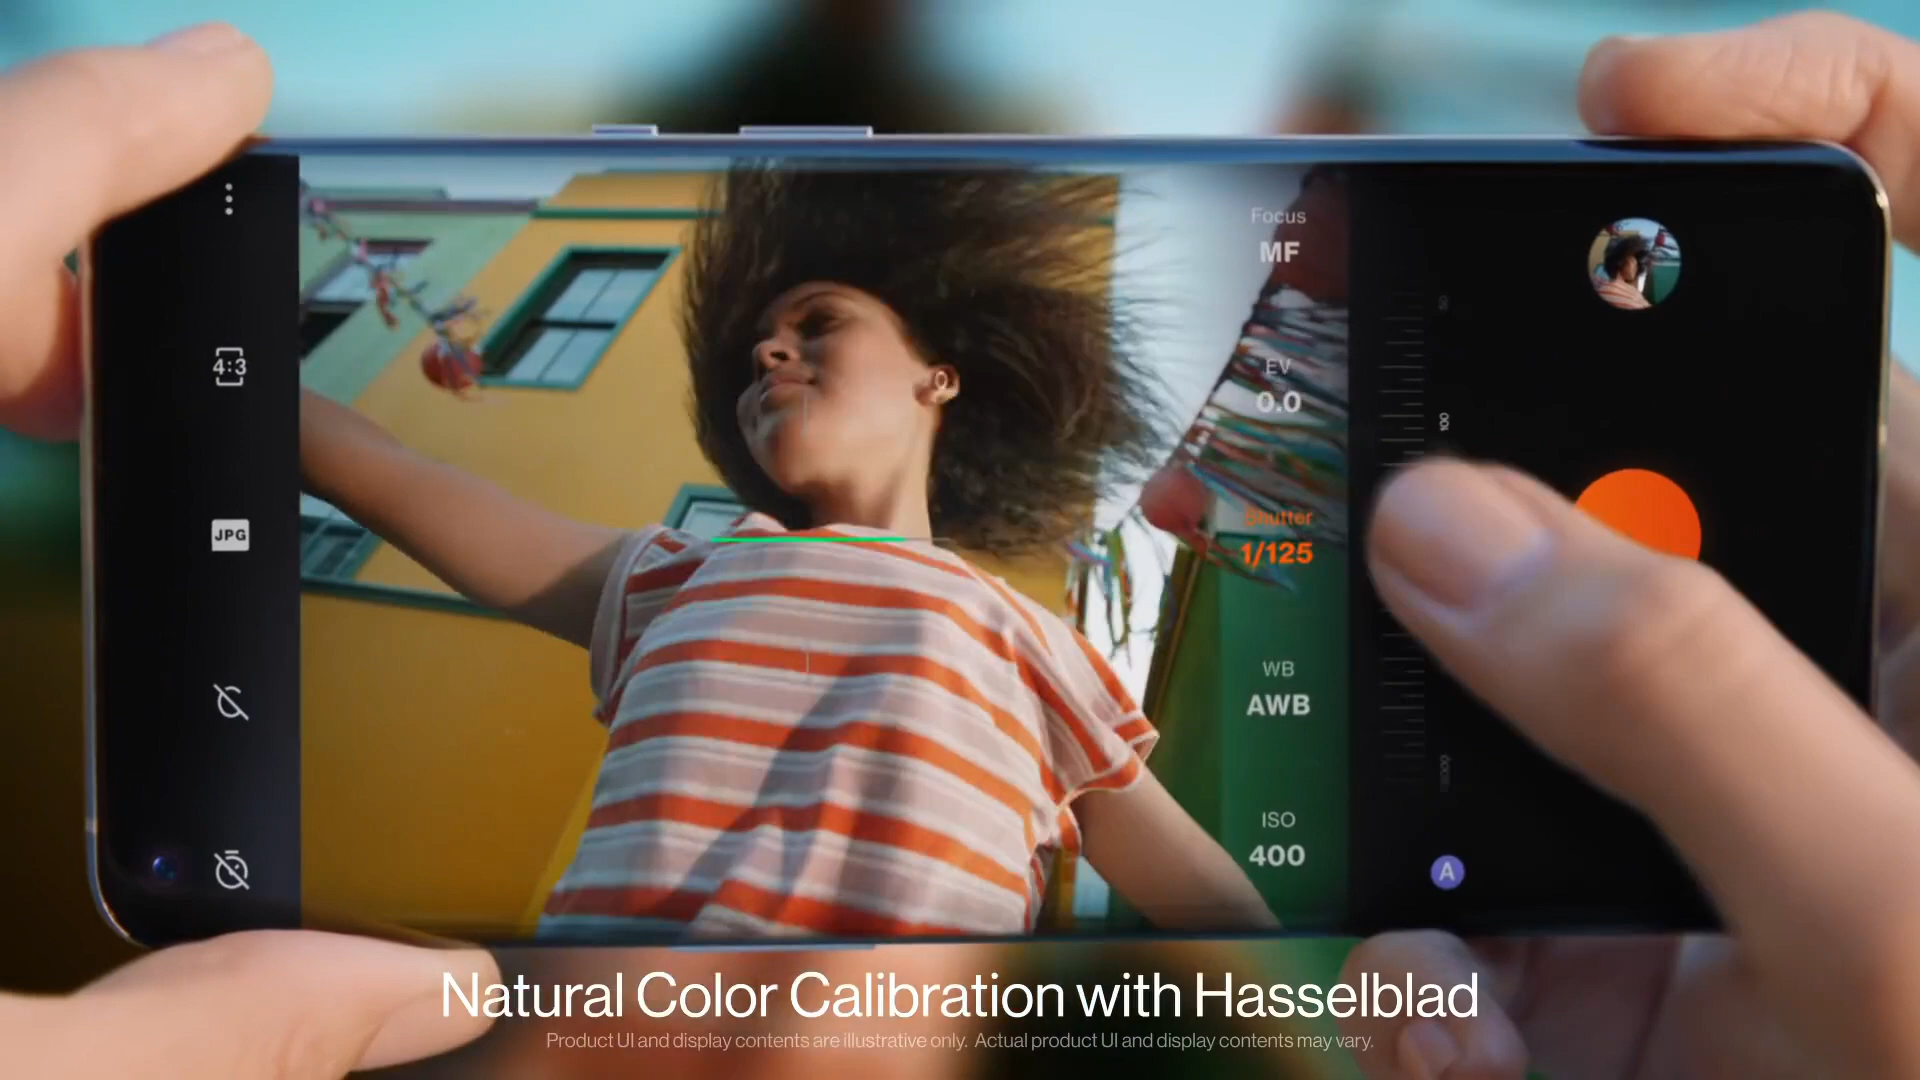 4:3
JPG
Focus
MF
EV
0.0
Shutter
1/125
WB
AWB
ISO
400
100
A
Natural Color Calibration with Hasselblad
Product UI and display contents are illustrative only. Actual product UI and display contents may vary.